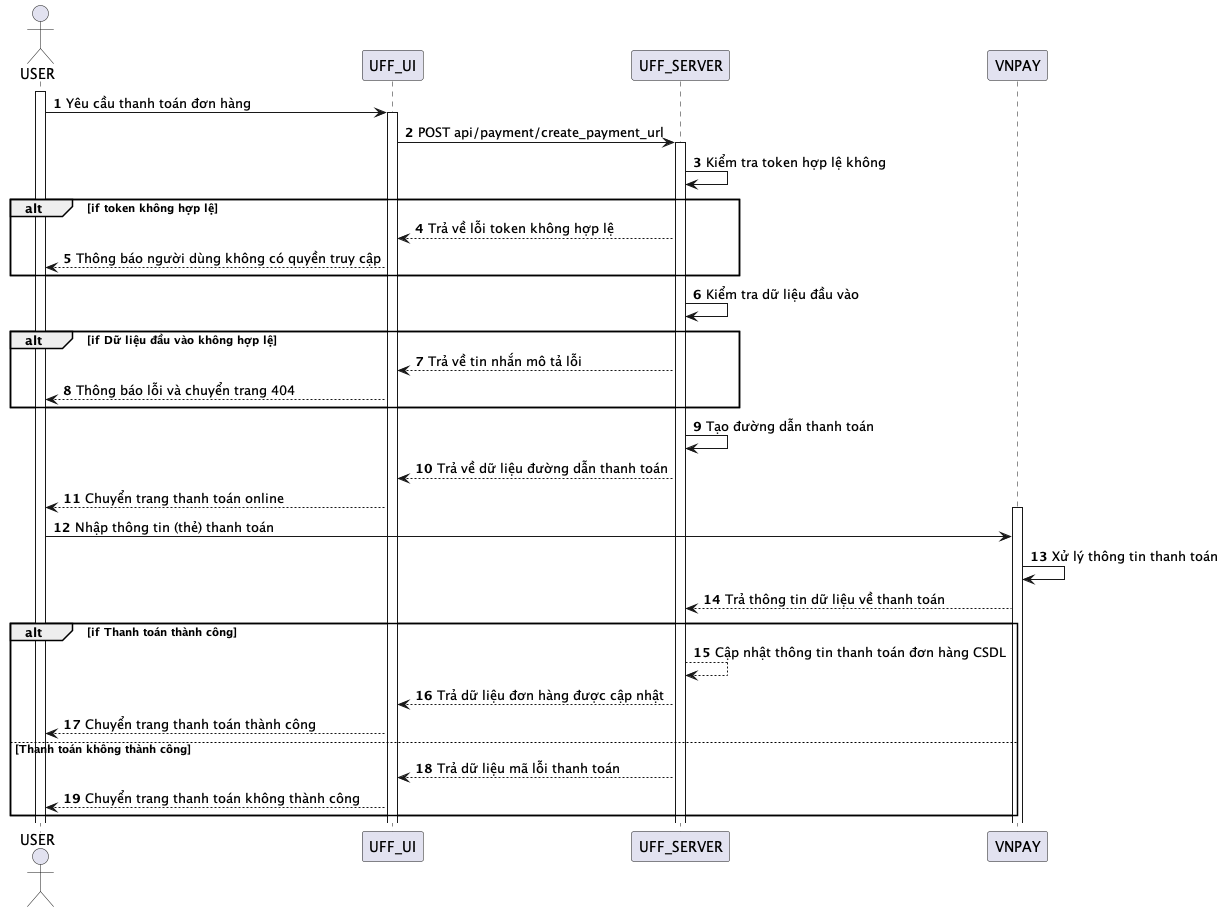 USER
UFF_UI
UFF_SERVER
VNPAY
1 Yêu cầu thanh toán đơn hàng
2 POST api/payment/create_payment_url
3 Kiểm tra token hợp lệ không
alt [if token không hợp lệ]
4 Trả về lỗi token không hợp lệ
5 Thông báo người dùng không có quyền truy cập
6 Kiểm tra dữ liệu đầu vào
alt [if Dữ liệu đầu vào không hợp lệ]
7 Trả về tin nhắn mô tả lỗi
8 Thông báo lỗi và chuyển trang 404
9 Tạo đường dẫn thanh toán
10 Trả về dữ liệu đường dẫn thanh toán
11 Chuyển trang thanh toán online
12 Nhập thông tin (thẻ) thanh toán
13 Xử lý thông tin thanh toán
14 Trả thông tin dữ liệu về thanh toán
alt [if Thanh toán thành công]
15 Cập nhật thông tin thanh toán đơn hàng CSDL
16 Trả dữ liệu đơn hàng được cập nhật
17 Chuyển trang thanh toán thành công
[Thanh toán không thành công]
18 Trả dữ liệu mã lỗi thanh toán
19 Chuyển trang thanh toán không thành công
USER
UFF_UI
UFF_SERVER
VNPAY